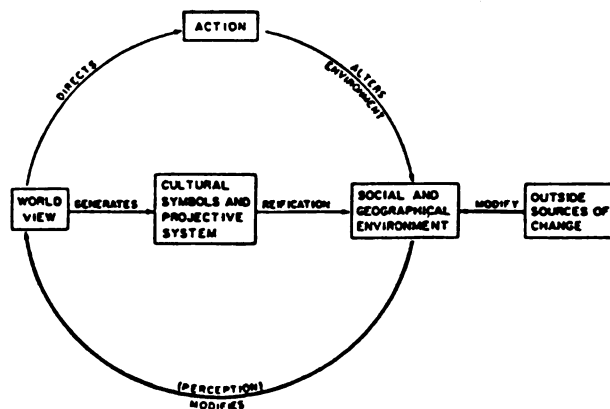 ACTION
DIRECTS
ALTERS
ENVIRONMENT
WORLD
VIEW
GENERATES
CULTURAL
SYMBOLS AND
PROJECTIVE
SYSTEM
REIFICATION
SOCIAL AND
GEOGRAPHICAL
ENVIRONMENT
MODIFY
OUTSIDE
SOURCES OF
CHANGE
(PERCEPTION)
MODIFIES